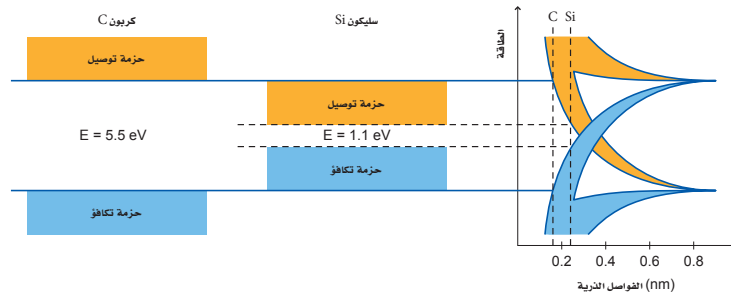 كربون C
سليكون Si
C Si
الطاقة
حزمة توصيل
حزمة توصيل
E = 5.5 eV
E = 1.1 eV
حزمة تكافؤ
حزمة تكافؤ
0.2 0.4 0.6 0.8
الفواصل الذرية (nm)